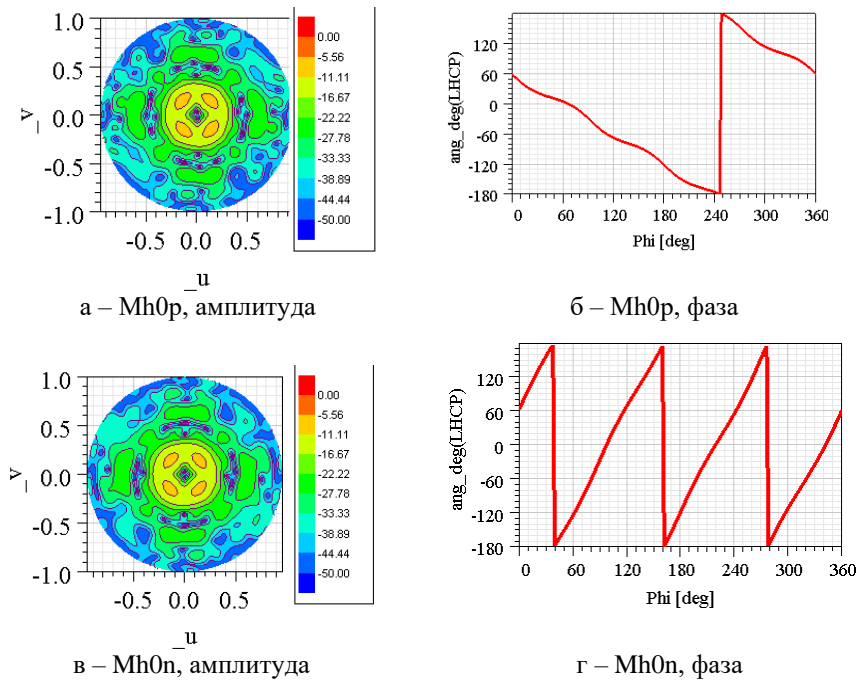 1.0
0.5
0.0
-0.5
-1.0
_v
-0.5 0.0 0.5
_u
0.00
-5.56
-11.11
-16.67
-22.22
-27.78
-33.33
-38.89
-44.44
-50.00
ang_deg(LHCP)
120
60
0
-60
-120
-180
0 60 120 180 240 300 360
Phi [deg]
а – Mh0p, амплитуда
б – Mh0p, фаза
1.0
0.5
0.0
-0.5
-1.0
_v
-0.5 0.0 0.5
_u
0.00
-5.56
-11.11
-16.67
-22.22
-27.78
-33.33
-38.89
-44.44
-50.00
ang_deg(LHCP)
120
60
0
-60
-120
-180
0 60 120 180 240 300 360
Phi [deg]
в – Mh0n, амплитуда
г – Mh0n, фаза